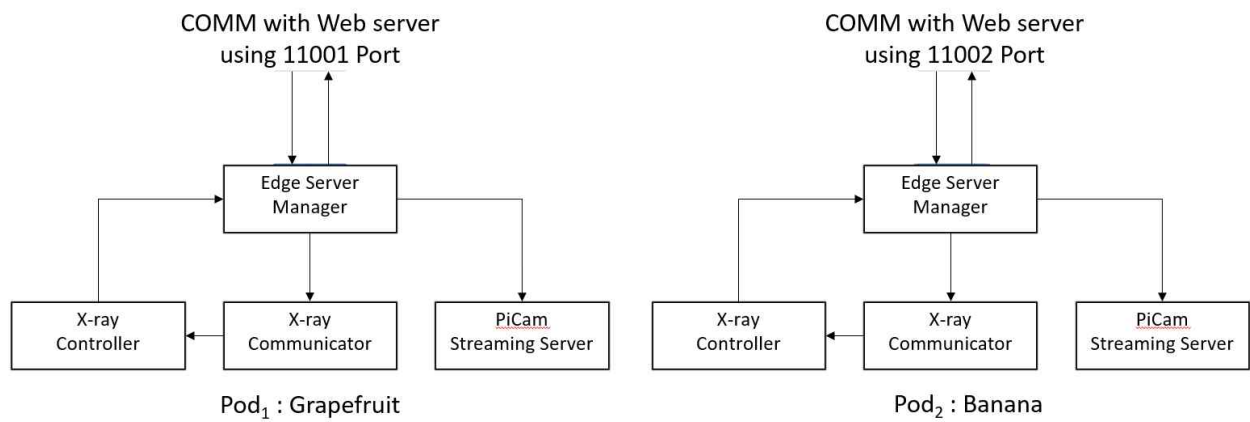 COMM with Web server
using 11001 Port
Edge Server
Manager
X-ray
Controller
X-ray
Communicator
PiCam
Streaming Server
Pod₁ : Grapefruit
COMM with Web server
using 11002 Port
Edge Server
Manager
X-ray
Controller
X-ray
Communicator
PiCam
Streaming Server
Pod₂ : Banana